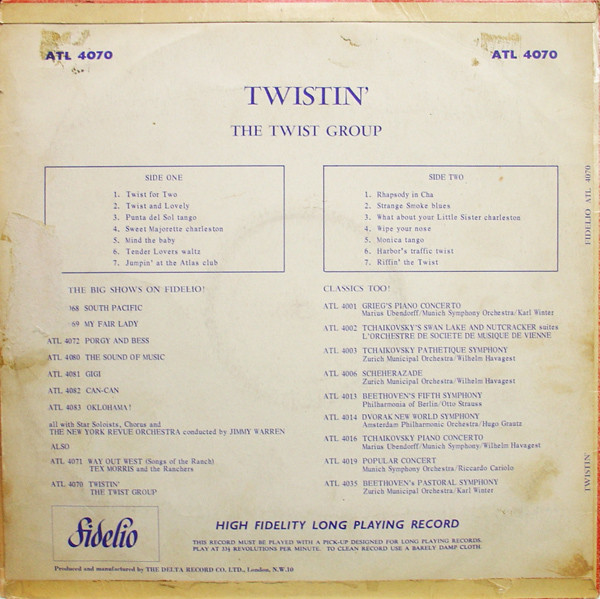 ATL 4070
ATL 4070
TWISTIN'
THE TWIST GROUP
SIDE ONE
1. Twist for Two
2. Twist and Lovely
3. Punta del Sol tango
4. Sweet Majorette charleston
5. Mind the baby
6. Tender Lovers waltz
7. Jumpin' at the Atlas club
SIDE TWO
1. Rhapsody in Cha
2. Strange Smoke blues
3. What about your Little Sister charleston
4. Wipe your nose
5. Monica tango
6. Harbor's traffic twist
7. Riffin' the Twist
THE BIG SHOWS ON FIDELIO!
068 SOUTH PACIFIC
69 MY FAIR LADY
ATL 4072 PORGY AND BESS
ATL 4080 THE SOUND OF MUSIC
ATL 4081 GIGI
ATL 4082 CAN-CAN
ATL 4083 OKLOHAMA!
all with Star Soloists, Chorus and
THE NEW YORK REVUE ORCHESTRA conducted by JIMMY WARREN
ALSO
ATL 4071 WAY OUT WEST (Songs of the Ranch)
TEX MORRIS and the Ranchers
ATL 4070 TWISTIN'
THE TWIST GROUP
CLASSICS TOO!
ATL 4001 GRIEG'S PIANO CONCERTO
Marius Ubendorff/Munich Symphony Orchestra/Karl Winter
ATL 4002 TCHAIKOVSKY'S SWAN LAKE AND NUTCRACKER suites
L'ORCHESTRE DE SOCIETE DE MUSIQUE DE VIENNE
ATL 4003 TCHAIKOVSKY PATHETIQUE SYMPHONY
Zurich Municipal Orchestra/Wilhelm Havagest
ATL 4006 SCHEHERAZADE
Zurich Municipal Orchestra/Wilhelm Havagest
ATL 4013 BEETHOVEN'S FIFTH SYMPHONY
Philharmonia of Berlin/Otto Strauss
ATL 4014 DVORAK NEW WORLD SYMPHONY
Amsterdam Philharmonic Orchestra/Hugo Grautz
ATL 4016 TCHAIKOVSKY PIANO CONCERTO
Marius Ubendorff/Munich Symphony/Wilhelm Havagest
ATL 4019 POPULAR CONCERT
Munich Symphony Orchestra/Riccardo Cariolo
ATL 4035 BEETHOVEN'S PASTORAL SYMPHONY
Zurich Municipal Orchestra/Karl Winter
Fidelio
HIGH FIDELITY LONG PLAYING RECORD
THIS RECORD MUST BE PLAYED WITH A PICK-UP DESIGNED FOR LONG PLAYING RECORDS.
PLAY AT 33⅓ REVOLUTIONS PER MINUTE. TO CLEAN RECORD USE A BARELY DAMP CLOTH.
Produced and manufactured by THE DELTA RECORD CO. LTD., London, N.W.10
FIDELIO ATL 4070
TWISTIN'